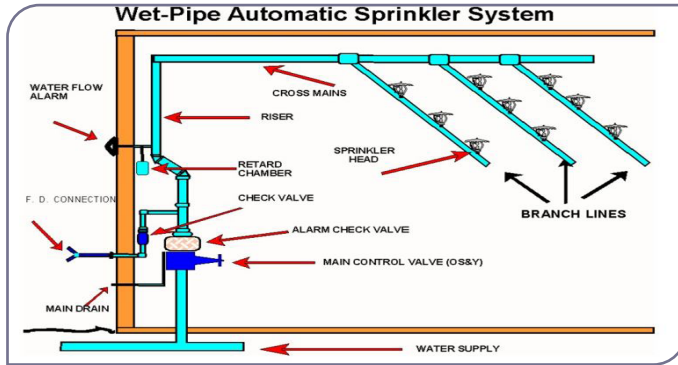 Wet-Pipe Automatic Sprinkler System
WATER FLOW
ALARM
CROSS MAINS
RISER
SPRINKLER
HEAD
RETARD
CHAMBER
F. D. CONNECTION
CHECK VALVE
BRANCH LINES
ALARM CHECK VALVE
MAIN CONTROL VALVE (OS&Y)
MAIN DRAIN
WATER SUPPLY